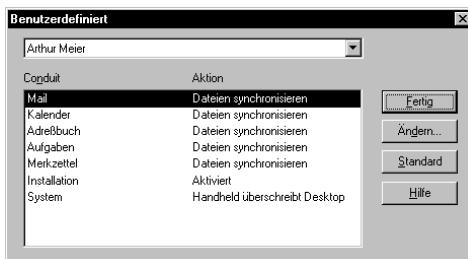 Benutzerdefiniert
Arthur Meier
Conduit Aktion
Mail Dateien synchronisieren
Kalender Dateien synchronisieren
Adreßbuch Dateien synchronisieren
Aufgaben Dateien synchronisieren
Merkzettel Dateien synchronisieren
Installation Aktiviert
System Handheld überschreibt Desktop
Fertig
Ändern...
Standard
Hilfe